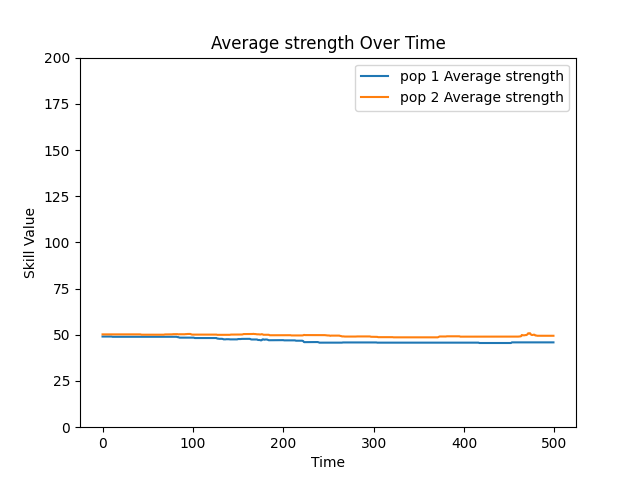 Average strength Over Time
pop 1 Average strength
pop 2 Average strength
Skill Value
200
175
150
125
100
75
50
25
0
0 100 200 300 400 500
Time